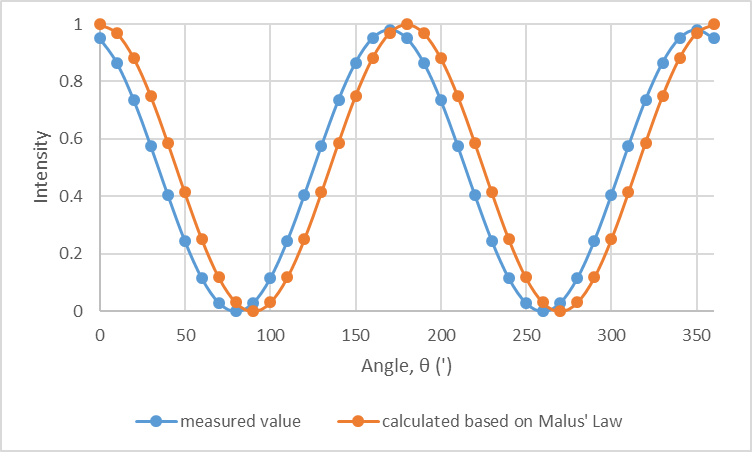 1
0.8
0.6
0.4
0.2
0
Intensity
0 50 100 150 200 250 300 350
Angle, θ (')
measured value calculated based on Malus' Law